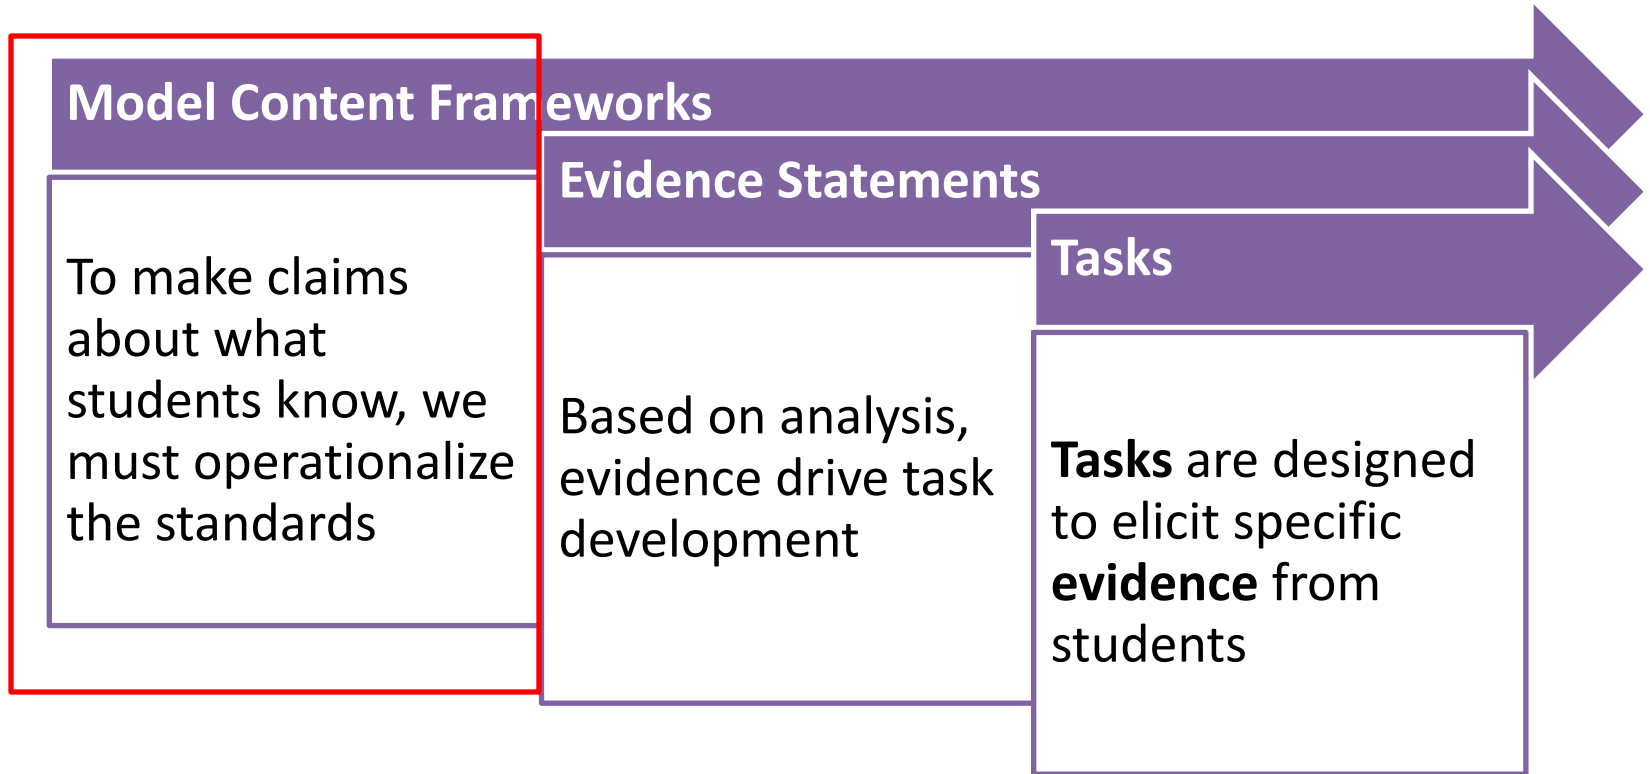 Model Content Frameworks
To make claims
about what
students know, we
must operationalize
the standards
Evidence Statements
Based on analysis,
evidence drive task
development
Tasks
Tasks are designed
to elicit specific
evidence from
students